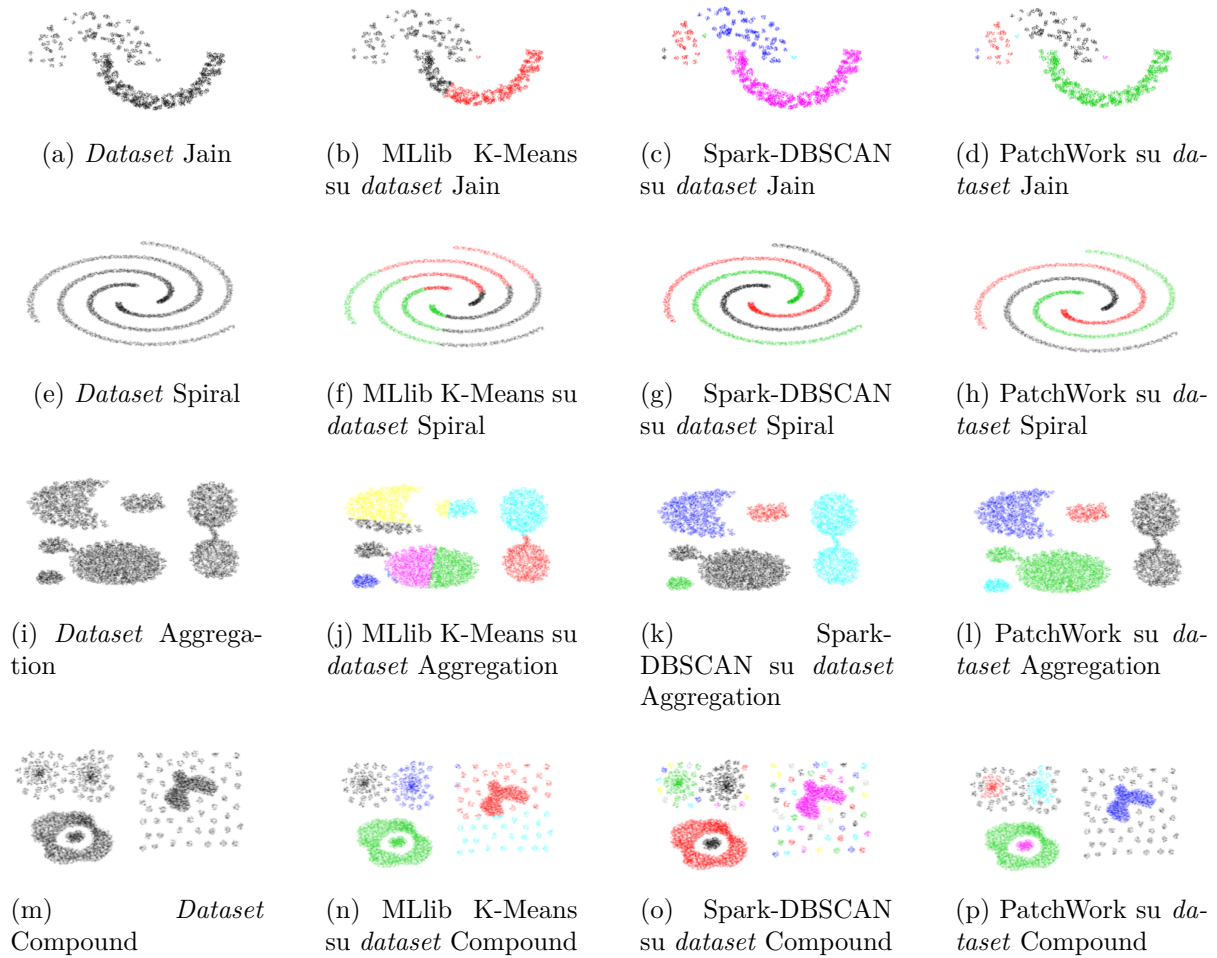 (a) Dataset Jain
(b) MLlib K-Means
su dataset Jain
(c) Spark-DBSCAN
su dataset Jain
(d) PatchWork su da-
taset Jain
(e) Dataset Spiral
(f) MLlib K-Means su
dataset Spiral
(g) Spark-DBSCAN
su dataset Spiral
(h) PatchWork su da-
taset Spiral
(i) Dataset Aggrega-
tion
(j) MLlib K-Means su
dataset Aggregation
(k) Spark-
DBSCAN su dataset
Aggregation
(l) PatchWork su da-
taset Aggregation
(m) Dataset
Compound
(n) MLlib K-Means
su dataset Compound
(o) Spark-DBSCAN
su dataset Compound
(p) PatchWork su da-
taset Compound